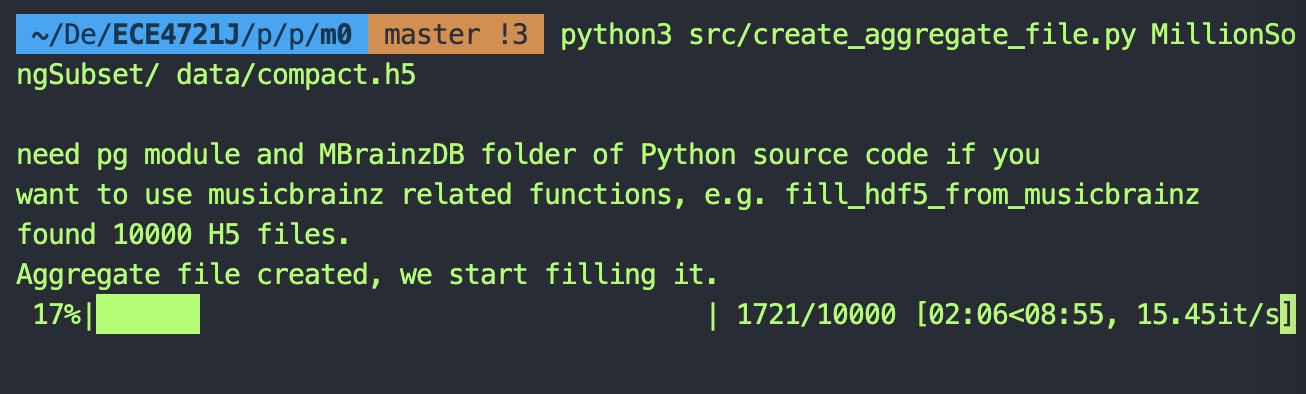 ~/De/ECE4721J/p/p/m0 master !3 python3 src/create_aggregate_file.py MillionSo
ngSubset/ data/compact.h5
need pg module and MBrainzDB folder of Python source code if you
want to use musicbrainz related functions, e.g. fill_hdf5_from_musicbrainz
found 10000 H5 files.
Aggregate file created, we start filling it.
17%| | 1721/10000 [02:06<08:55, 15.45it/s]